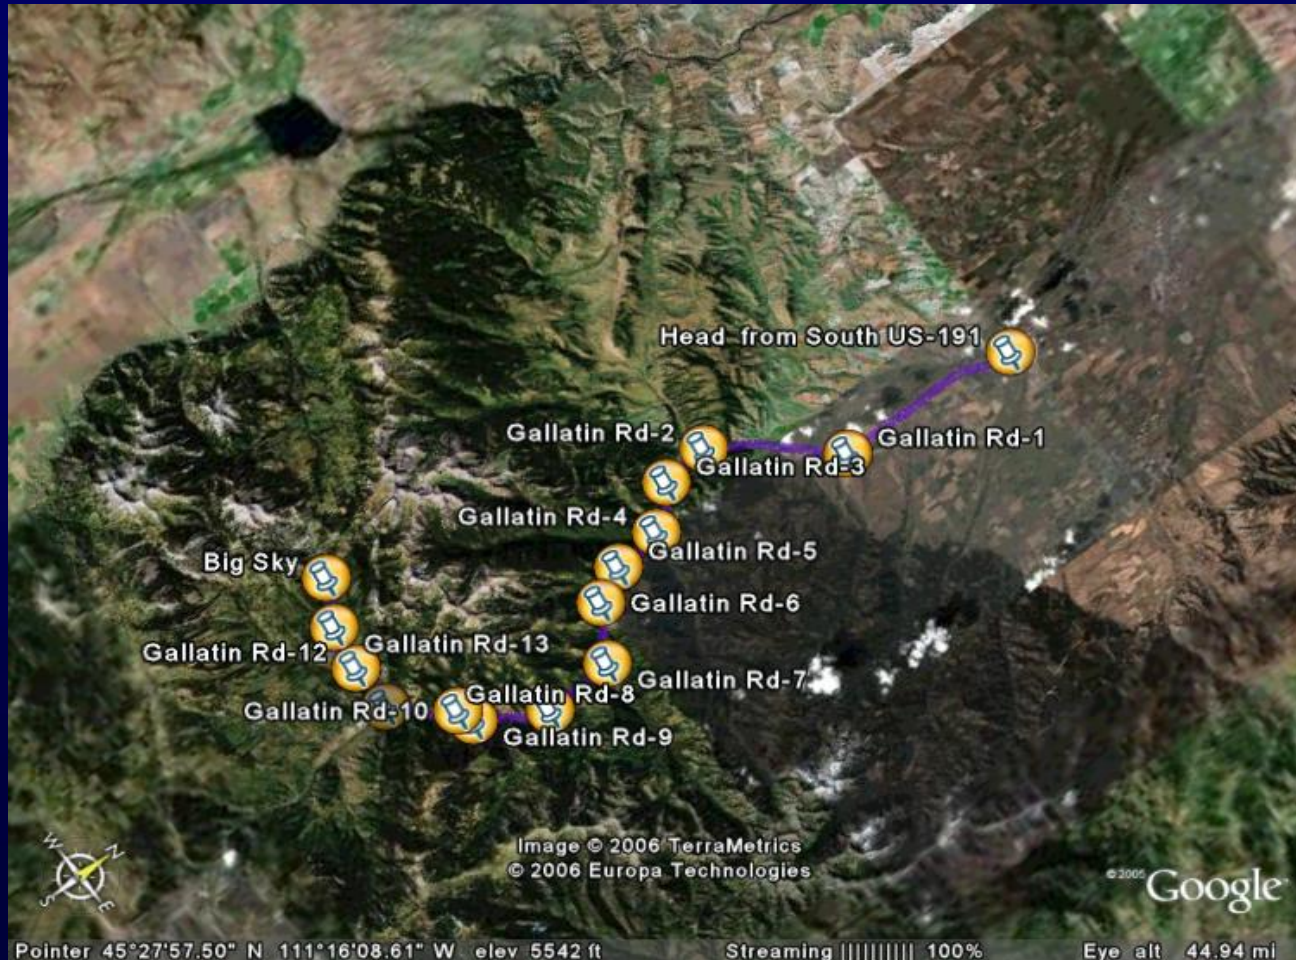 Head from South US-191
Gallatin Rd-2
Gallatin Rd-1
Gallatin Rd-3
Gallatin Rd-4
Gallatin Rd-5
Big Sky
Gallatin Rd-6
Gallatin Rd-13
Gallatin Rd-12
Gallatin Rd-7
Gallatin Rd-8
Gallatin Rd-10
Gallatin Rd-9
W N
S E
Image © 2006 TerraMetrics
© 2006 Europa Technologies
©2005 Google
Pointer 45°27'57.50" N 111°16'08.61" W elev 5542 ft Streaming |||||||||| 100% Eye alt 44.94 mi